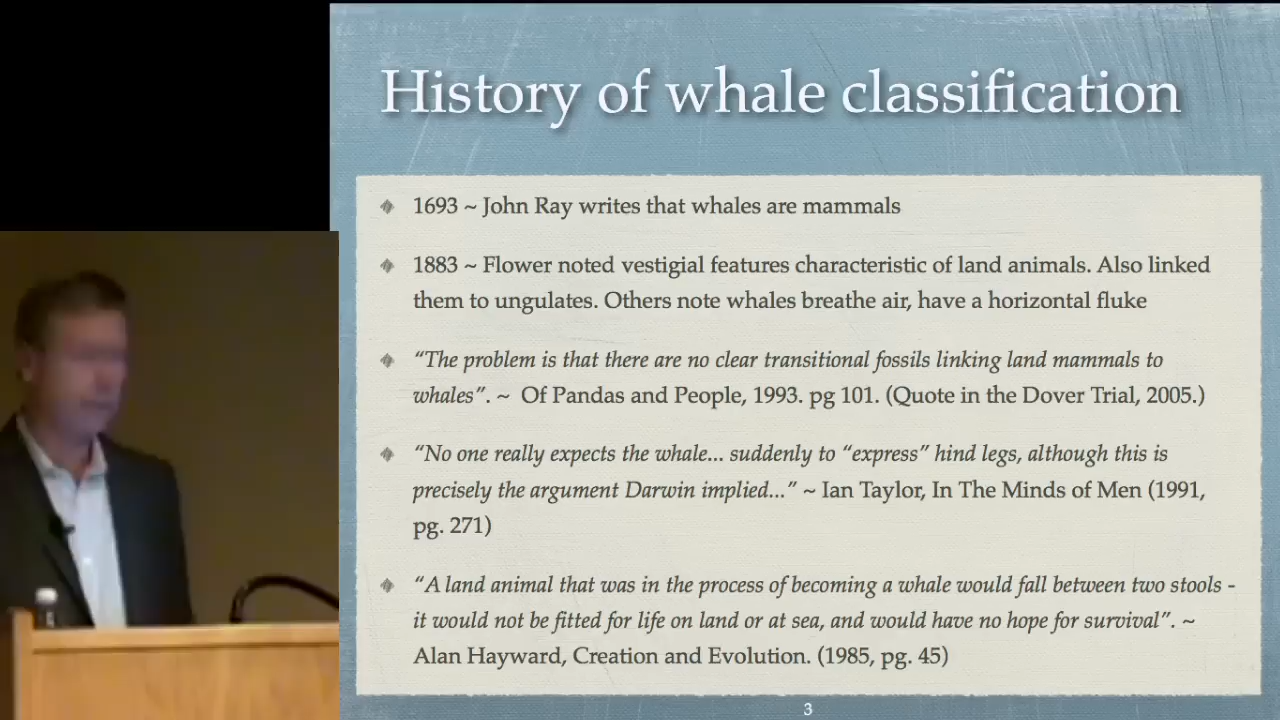 History of whale classification
1693 ~ John Ray writes that whales are mammals
1883 ~ Flower noted vestigial features characteristic of land animals. Also linked
them to ungulates. Others note whales breathe air, have a horizontal fluke
“The problem is that there are no clear transitional fossils linking land mammals to
whales”. ~ Of Pandas and People, 1993. pg 101. (Quote in the Dover Trial, 2005.)
“No one really expects the whale... suddenly to “express” hind legs, although this is
precisely the argument Darwin implied...” ~ Ian Taylor, In The Minds of Men (1991,
pg. 271)
“A land animal that was in the process of becoming a whale would fall between two stools -
it would not be fitted for life on land or at sea, and would have no hope for survival”. ~
Alan Hayward, Creation and Evolution. (1985, pg. 45)
3